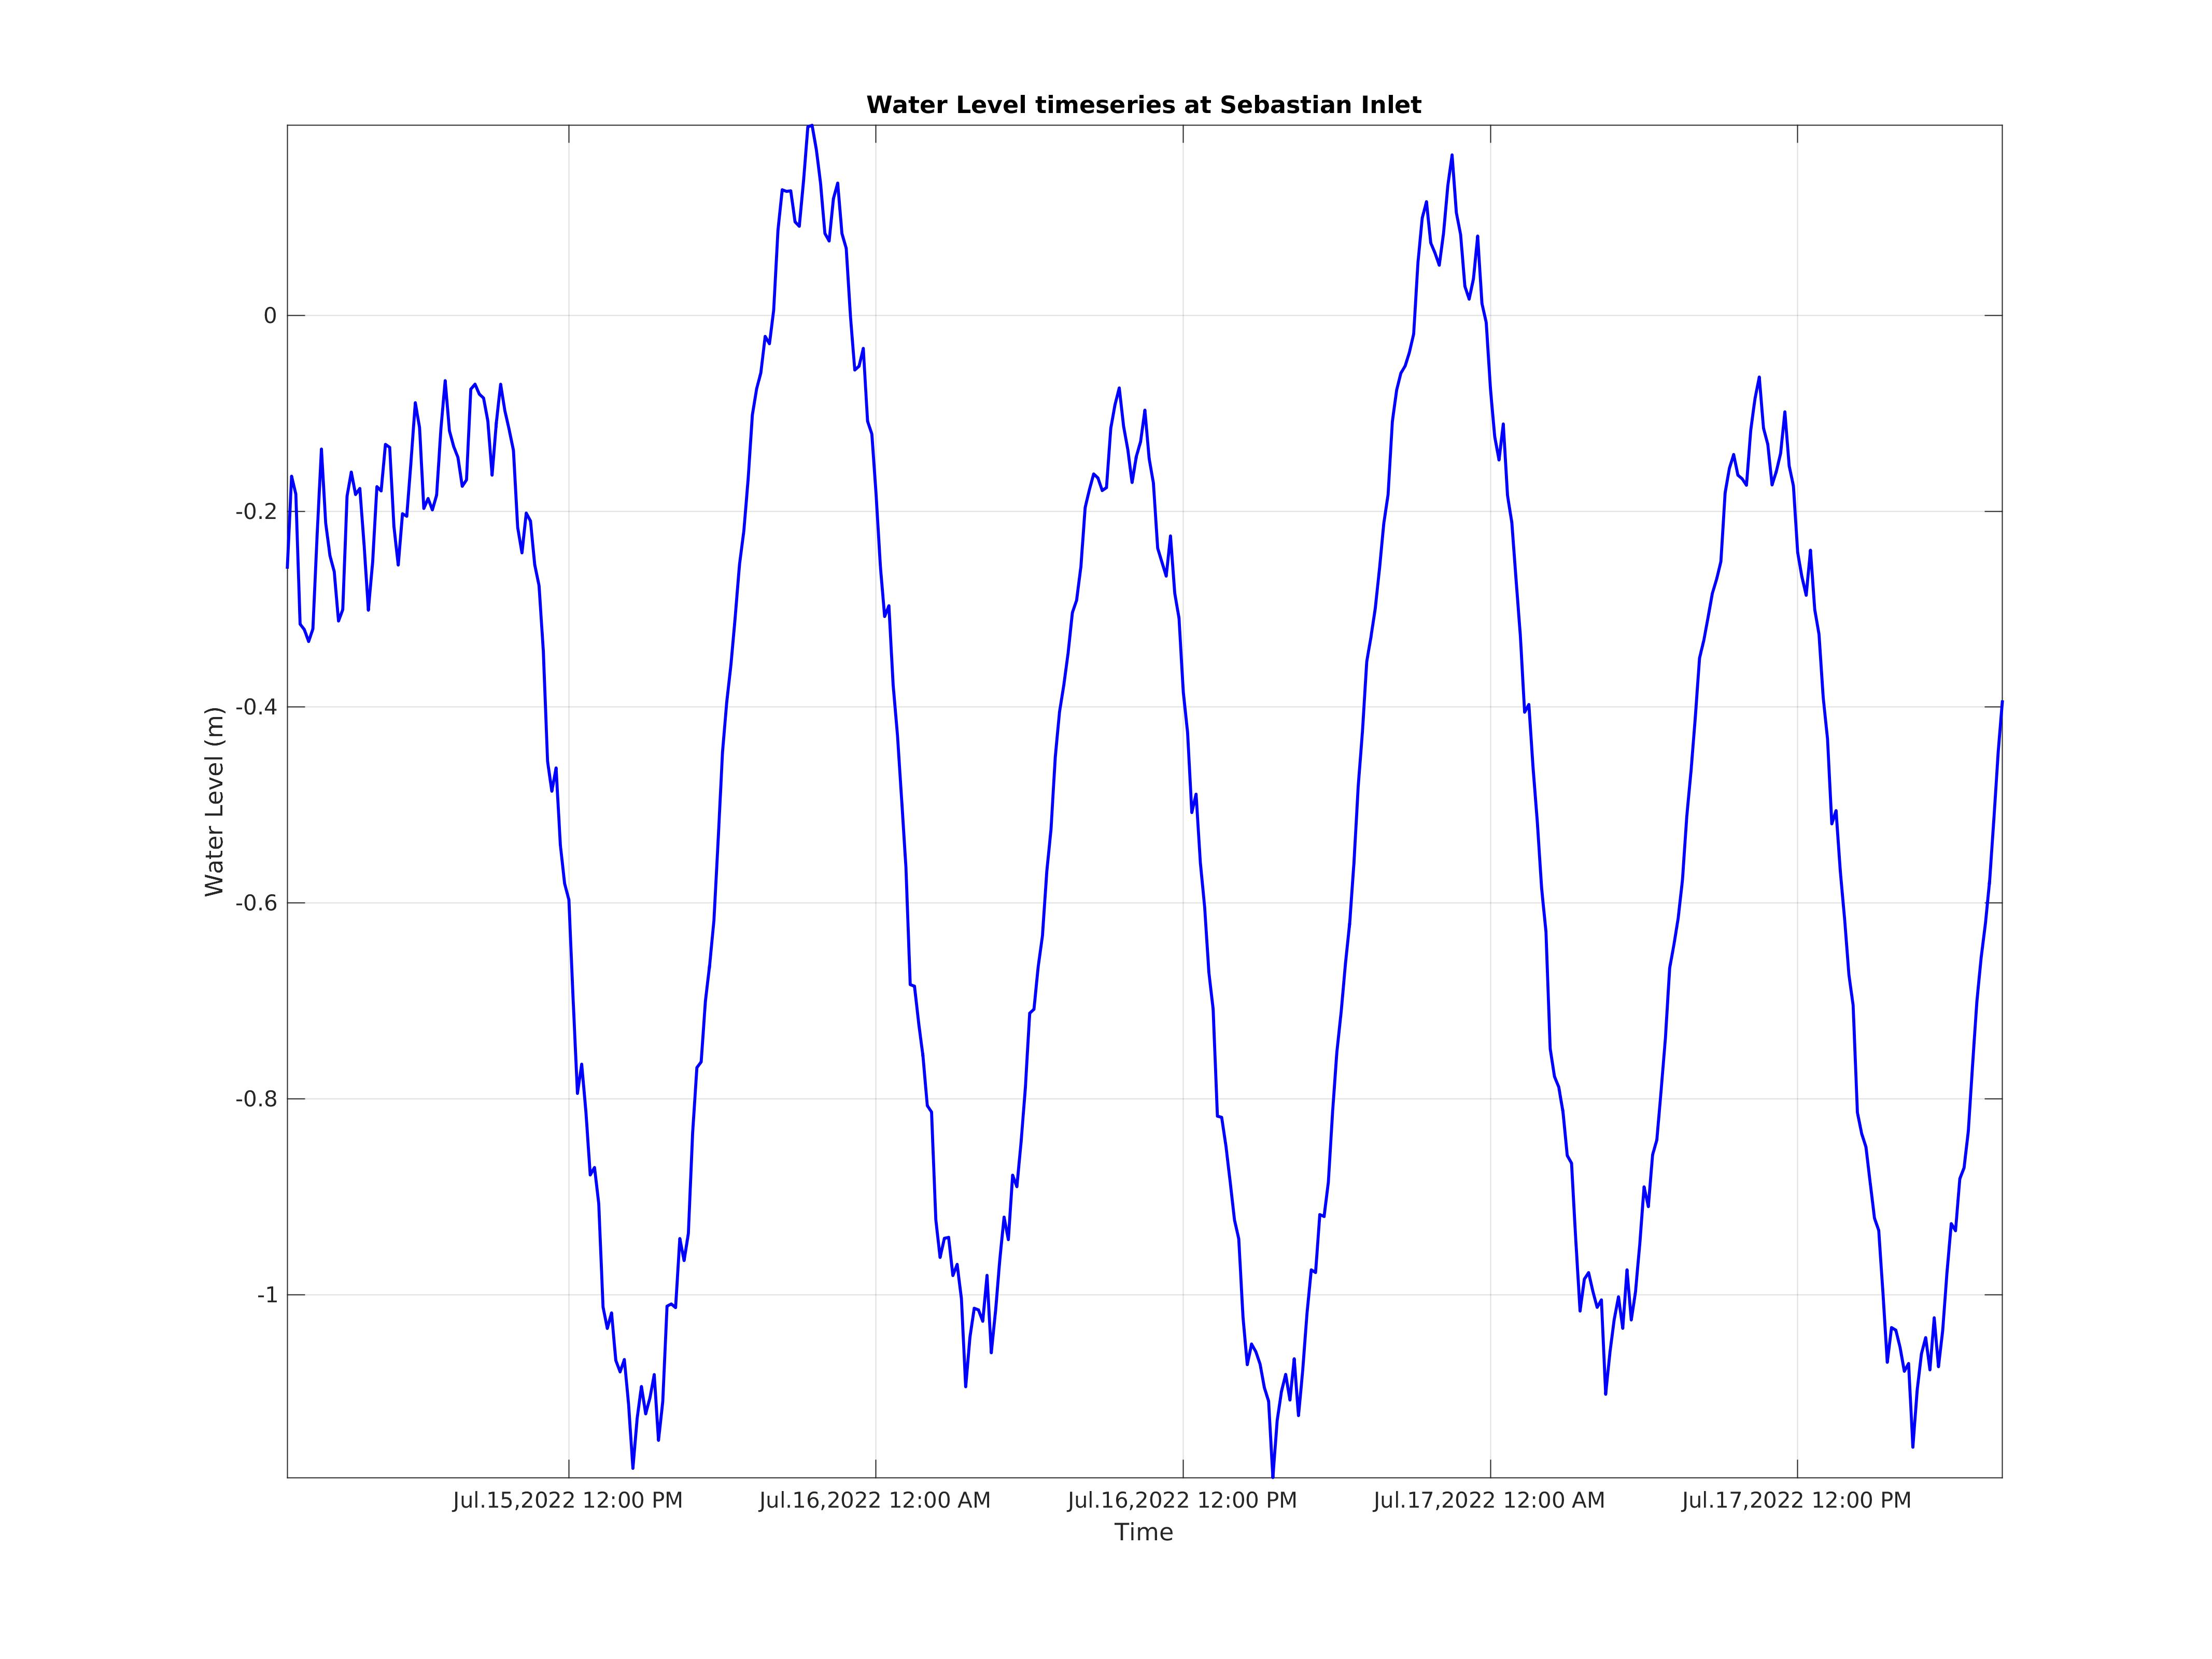 Water Level timeseries at Sebastian Inlet
0
-0.2
-0.4
-0.6
-0.8
-1
Water Level (m)
Jul.15,2022 12:00 PM
Jul.16,2022 12:00 AM
Jul.16,2022 12:00 PM
Jul.17,2022 12:00 AM
Jul.17,2022 12:00 PM
Time